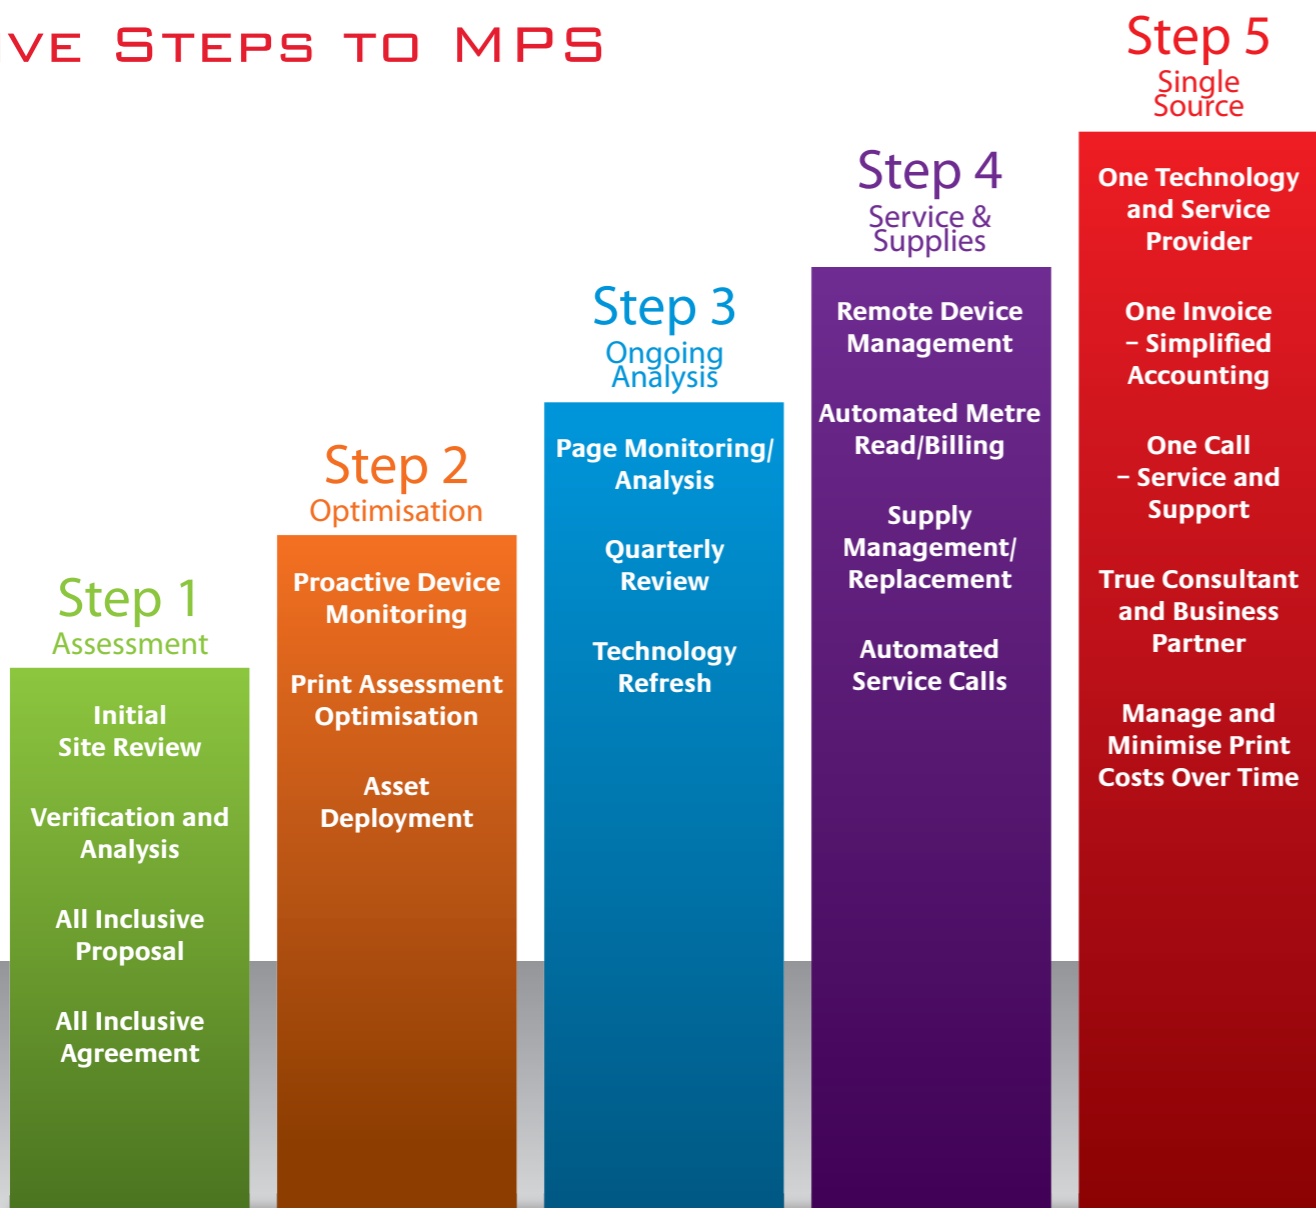 VE STEPS TO MPS
Step 1
Assessment
Initial
Site Review
Verification and
Analysis
All Inclusive
Proposal
All Inclusive
Agreement
Step 2
Optimisation
Proactive Device
Monitoring
Print Assessment
Optimisation
Asset
Deployment
Step 3
Ongoing
Analysis
Page Monitoring/
Analysis
Quarterly
Review
Technology
Refresh
Step 4
Service &
Supplies
Remote Device
Management
Automated Metre
Read/Billing
Supply
Management/
Replacement
Automated
Service Calls
Step 5
Single
Source
One Technology
and Service
Provider
One Invoice
– Simplified
Accounting
One Call
– Service and
Support
True Consultant
and Business
Partner
Manage and
Minimise Print
Costs Over Time